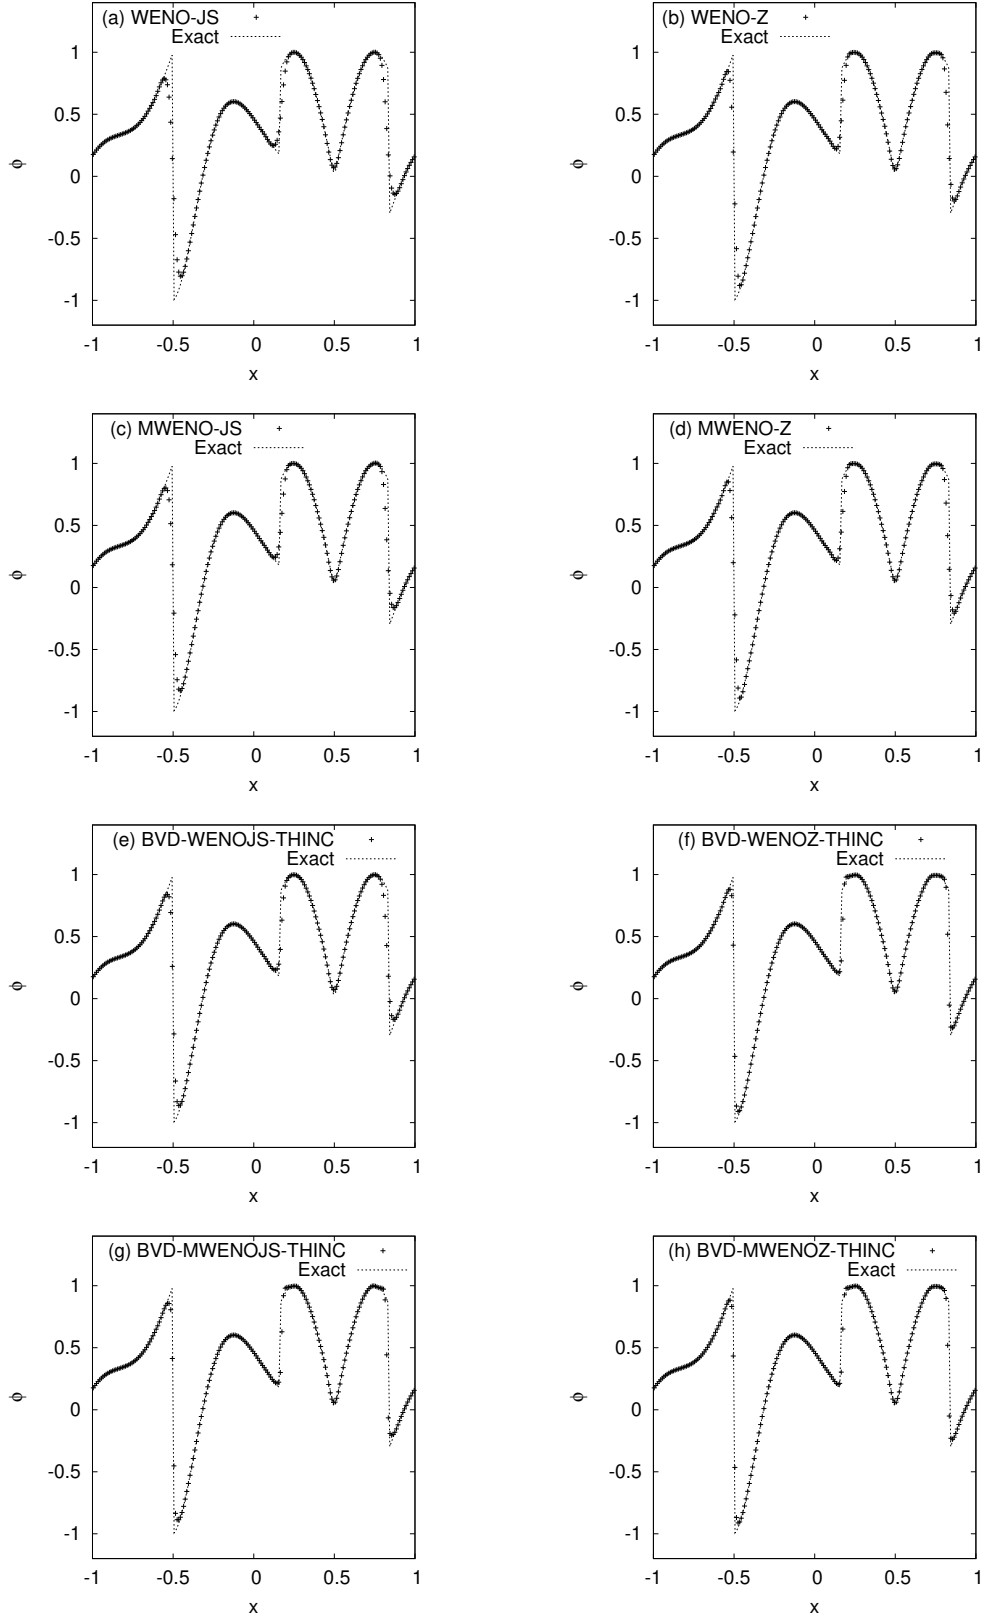 (a) WENO-JS
Exact
1
0.5
0
-0.5
-1
ϕ
-1 -0.5 0 0.5 1
x
(b) WENO-Z
Exact
1
0.5
0
-0.5
-1
ϕ
-1 -0.5 0 0.5 1
x
(c) MWENO-JS
Exact
1
0.5
0
-0.5
-1
ϕ
-1 -0.5 0 0.5 1
x
(d) MWENO-Z
Exact
1
0.5
0
-0.5
-1
ϕ
-1 -0.5 0 0.5 1
x
(e) BVD-WENOJS-THINC
Exact
1
0.5
0
-0.5
-1
ϕ
-1 -0.5 0 0.5 1
x
(f) BVD-WENOZ-THINC
Exact
1
0.5
0
-0.5
-1
ϕ
-1 -0.5 0 0.5 1
x
(g) BVD-MWENOJS-THINC
Exact
1
0.5
0
-0.5
-1
ϕ
-1 -0.5 0 0.5 1
x
(h) BVD-MWENOZ-THINC
Exact
1
0.5
0
-0.5
-1
ϕ
-1 -0.5 0 0.5 1
x